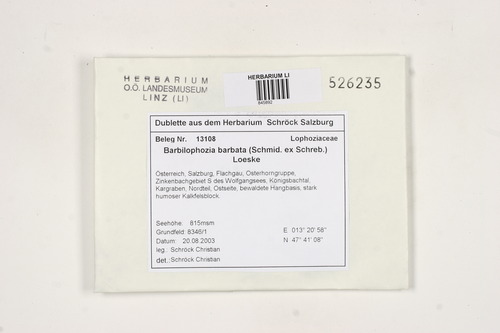 HERBARIUM
O.Ö. LANDESMUSEUM
LINZ (LI)
HERBARIUM LI
845892
526235
Dublette aus dem Herbarium Schröck Salzburg
Beleg Nr. 13108 Lophoziaceae
Barbilophozia barbata (Schmid. ex Schreb.)
Loeske
Österreich, Salzburg, Flachgau, Osterhorngruppe,
Zinkenbachgebiet S des Wolfgangsees, Königsbachtal,
Kargraben, Nordteil, Ostseite, bewaldete Hangbasis, stark
humoser Kalkfelsblock.
Seehöhe: 815msm
Grundfeld: 8346/1 E 013° 20' 58"
Datum: 20.08.2003 N 47° 41' 08"
leg.: Schröck Christian
det.: Schröck Christian